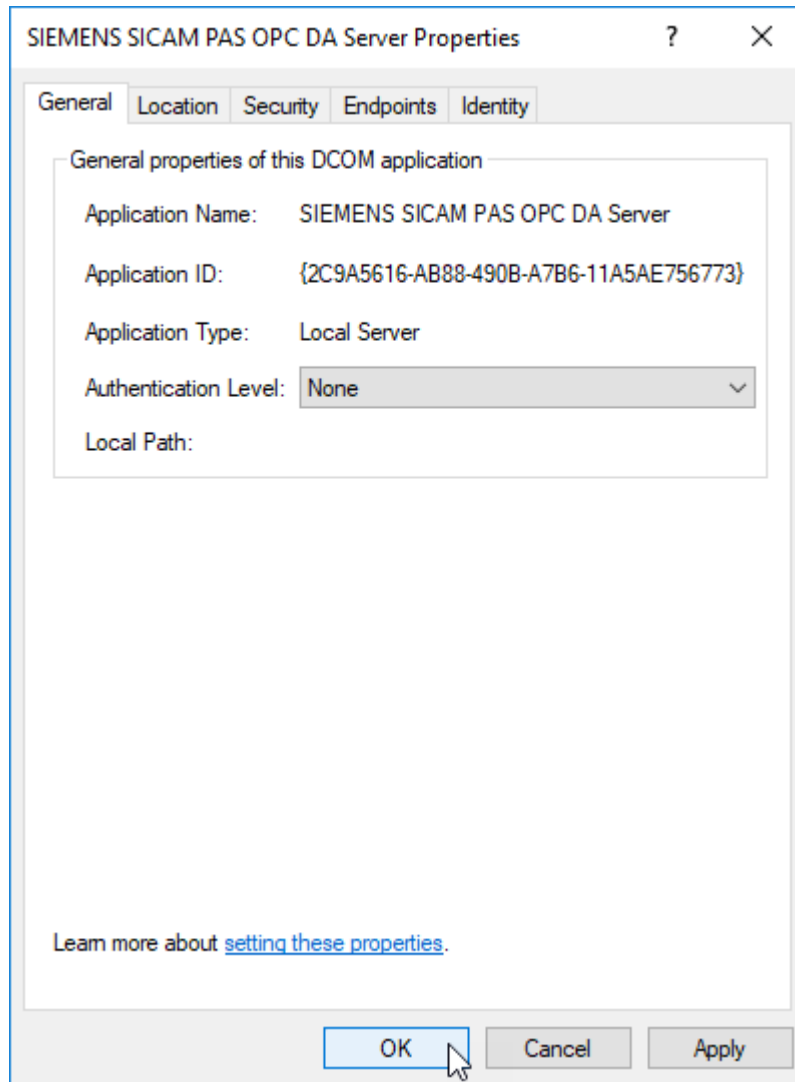 SIEMENS SICAM PAS OPC DA Server Properties ?
General Location Security Endpoints Identity
General properties of this DCOM application
Application Name: SIEMENS SICAM PAS OPC DA Server
Application ID: {2C9A5616-AB88-490B-A7B6-11A5AE756773}
Application Type: Local Server
Authentication Level: None
Local Path:
Learn more about setting these properties.
OK Cancel Apply